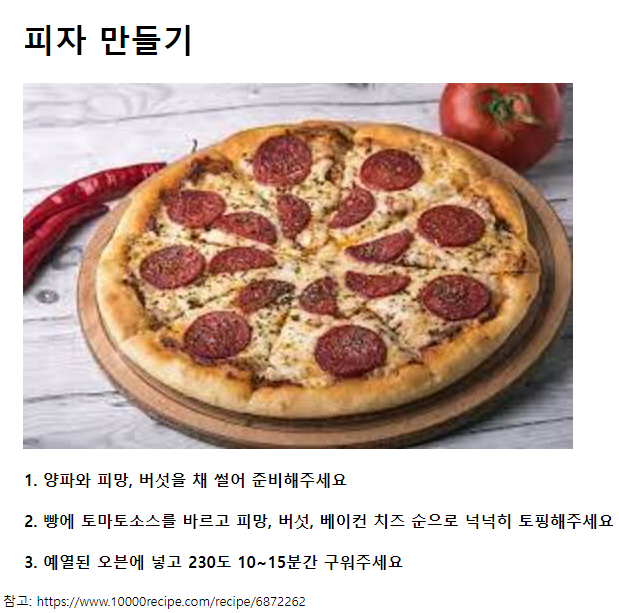 피자 만들기
1. 양파와 피망, 버섯을 채 썰어 준비해주세요
2. 빵에 토마토소스를 바르고 피망, 버섯, 베이컨 치즈 순으로 넉넉히 토핑해주세요
3. 예열된 오븐에 넣고 230도 10~15분간 구워주세요
참고: https://www.10000recipe.com/recipe/6872262